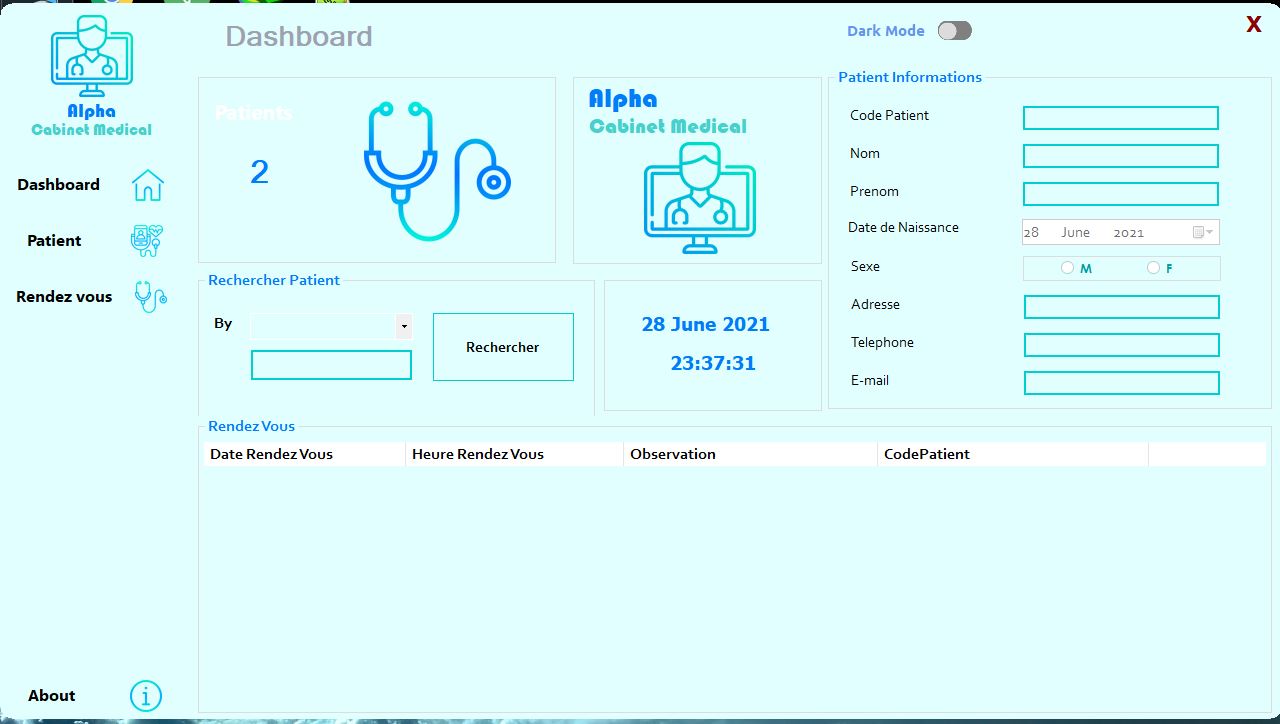 Dashboard
Dark Mode
X
Alpha
Cabinet Medical
Dashboard
Patient
Rendez vous
About
Patients
2
Alpha
Cabinet Medical
Patient Informations
Code Patient
Nom
Prenom
Date de Naissance
28 June 2021
Sexe
M F
Adresse
Telephone
E-mail
Rechercher Patient
By
Rechercher
28 June 2021
23:37:31
Rendez Vous
Date Rendez Vous Heure Rendez Vous Observation CodePatient